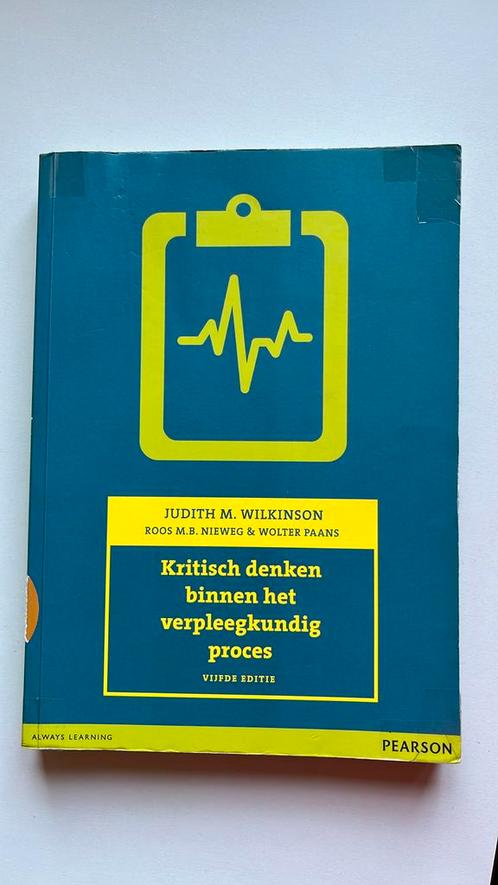 JUDITH M. WILKINSON
ROOS M.B. NIEWEG & WOLTER PAANS
Kritisch denken
binnen het
verpleegkundig
proces
VIJFDE EDITIE
ALWAYS LEARNING
PEARSON